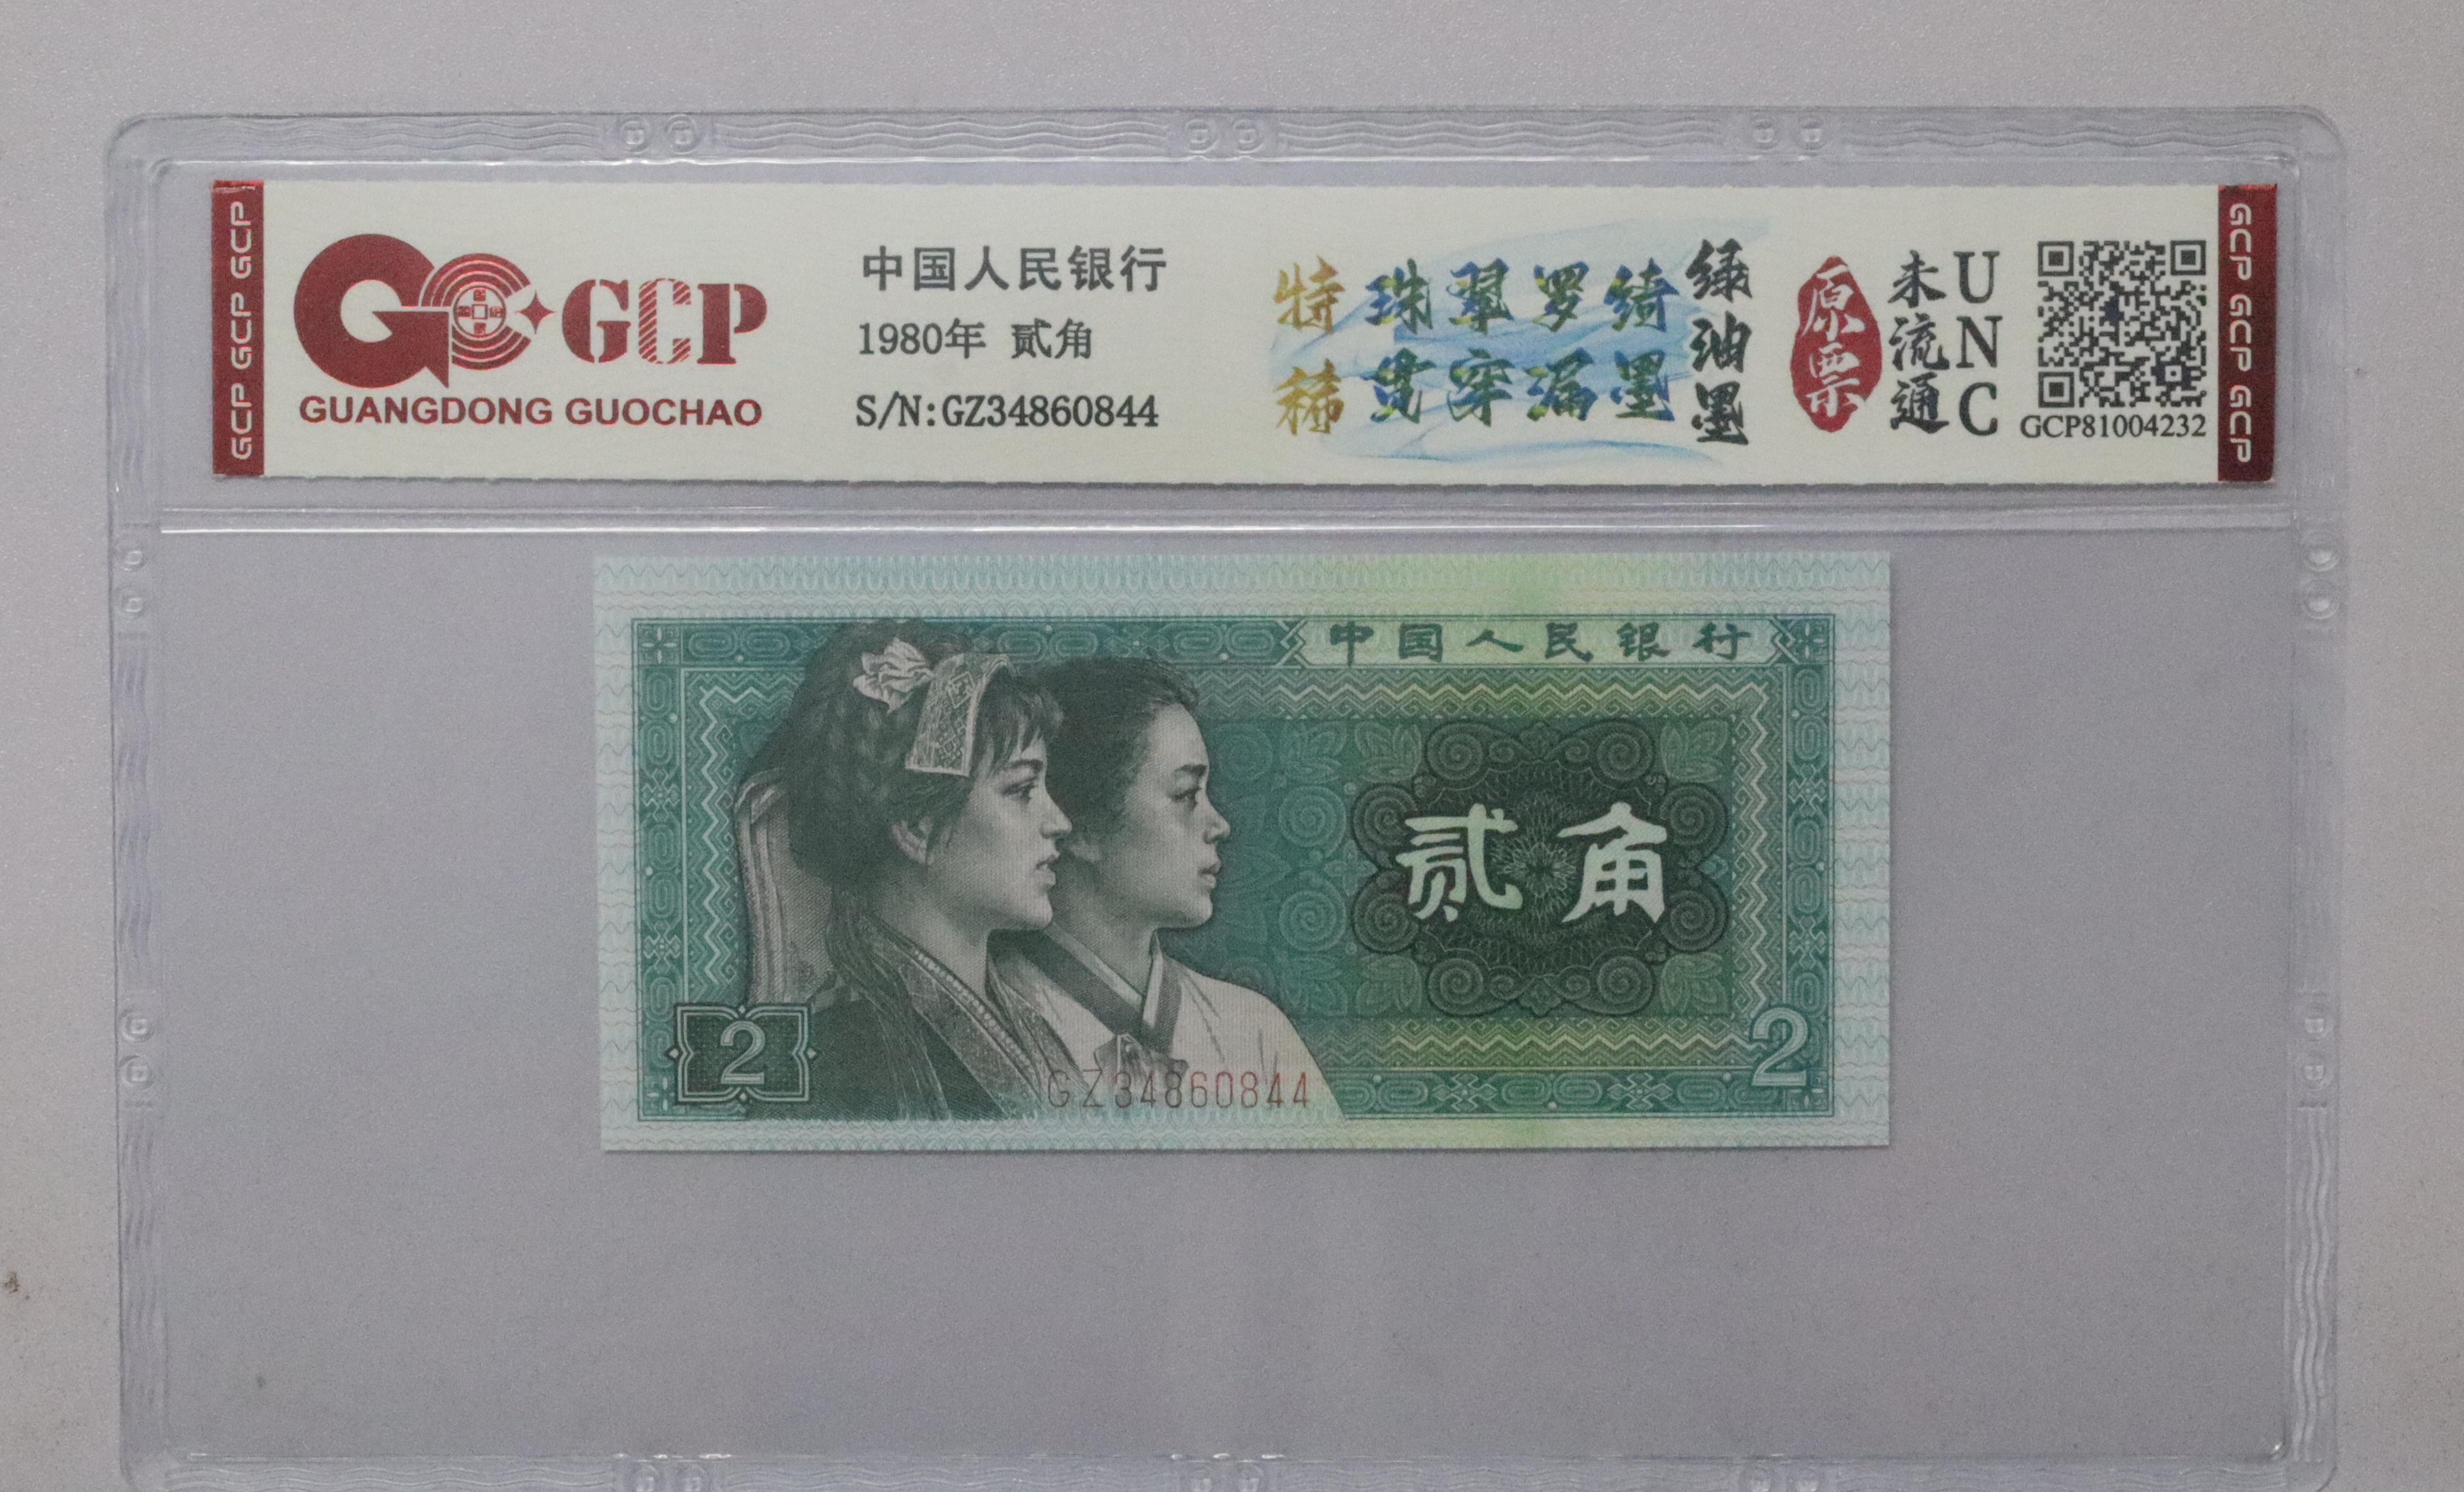 GCP GCP GCP
GCP
GUANGDONG GUOCHAO
中国人民银行
1980年 贰角
S/N:GZ34860844
特稀
珠翠罗绮
贯穿漏墨
绿油墨
原票
未流通
UNC
GCP81004232
GCP GCP GCP
中国人民银行
贰角
2
2
GZ34860844